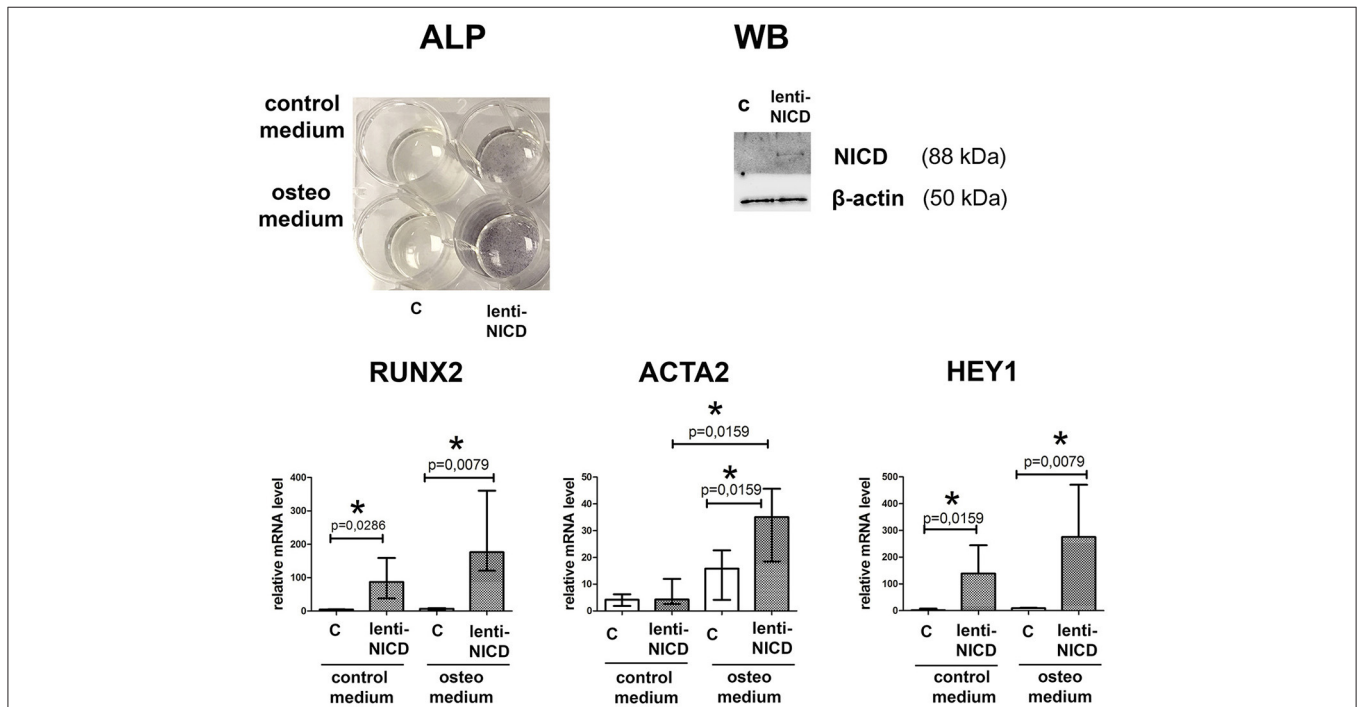 ALP
control
medium
osteo
medium
C
lenti-
NICD
WB
C
lenti-
NICD
NICD (88 kDa)
β-actin (50 kDa)
RUNX2
*
p=0,0286
*
p=0,0079
relative mRNA level
400
300
200
100
0
C
lenti-
NICD
C
lenti-
NICD
control
medium
osteo
medium
ACTA2
*
p=0,0159
*
p=0,0159
relative mRNA level
50
40
30
20
10
0
C
lenti-
NICD
C
lenti-
NICD
control
medium
osteo
medium
HEY1
*
p=0,0159
*
p=0,0079
relative mRNA level
500
400
300
200
100
0
C
lenti-
NICD
C
lenti-
NICD
control
medium
osteo
medium